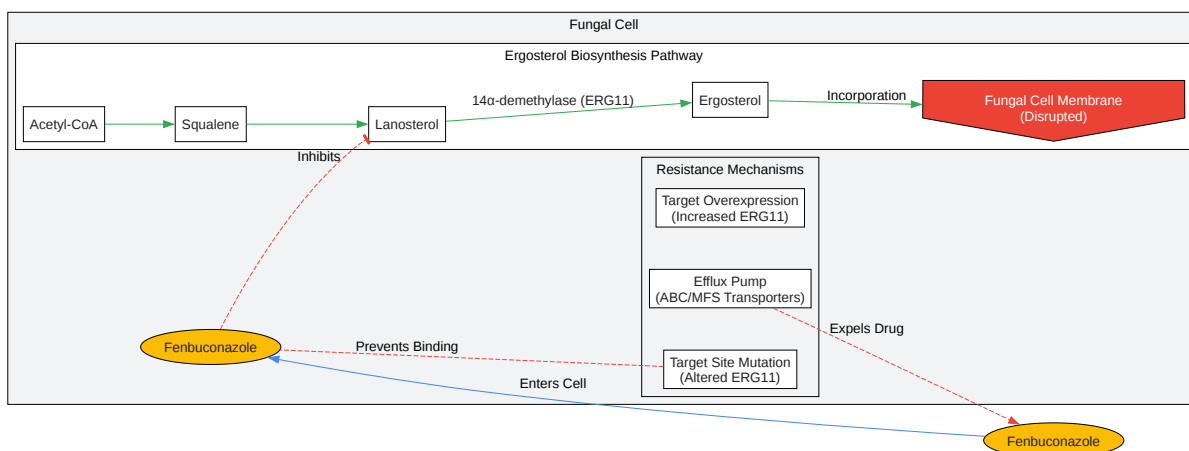 Fungal Cell
Ergosterol Biosynthesis Pathway
Acetyl-CoA
Squalene
Lanosterol
14α-demethylase (ERG11)
Ergosterol
Incorporation
Fungal Cell Membrane
(Disrupted)
Inhibits
Resistance Mechanisms
Target Overexpression
(Increased ERG11)
Efflux Pump
(ABC/MFS Transporters)
Expels Drug
Fenbuconazole
Prevents Binding
Target Site Mutation
(Altered ERG11)
Enters Cell
Fenbuconazole